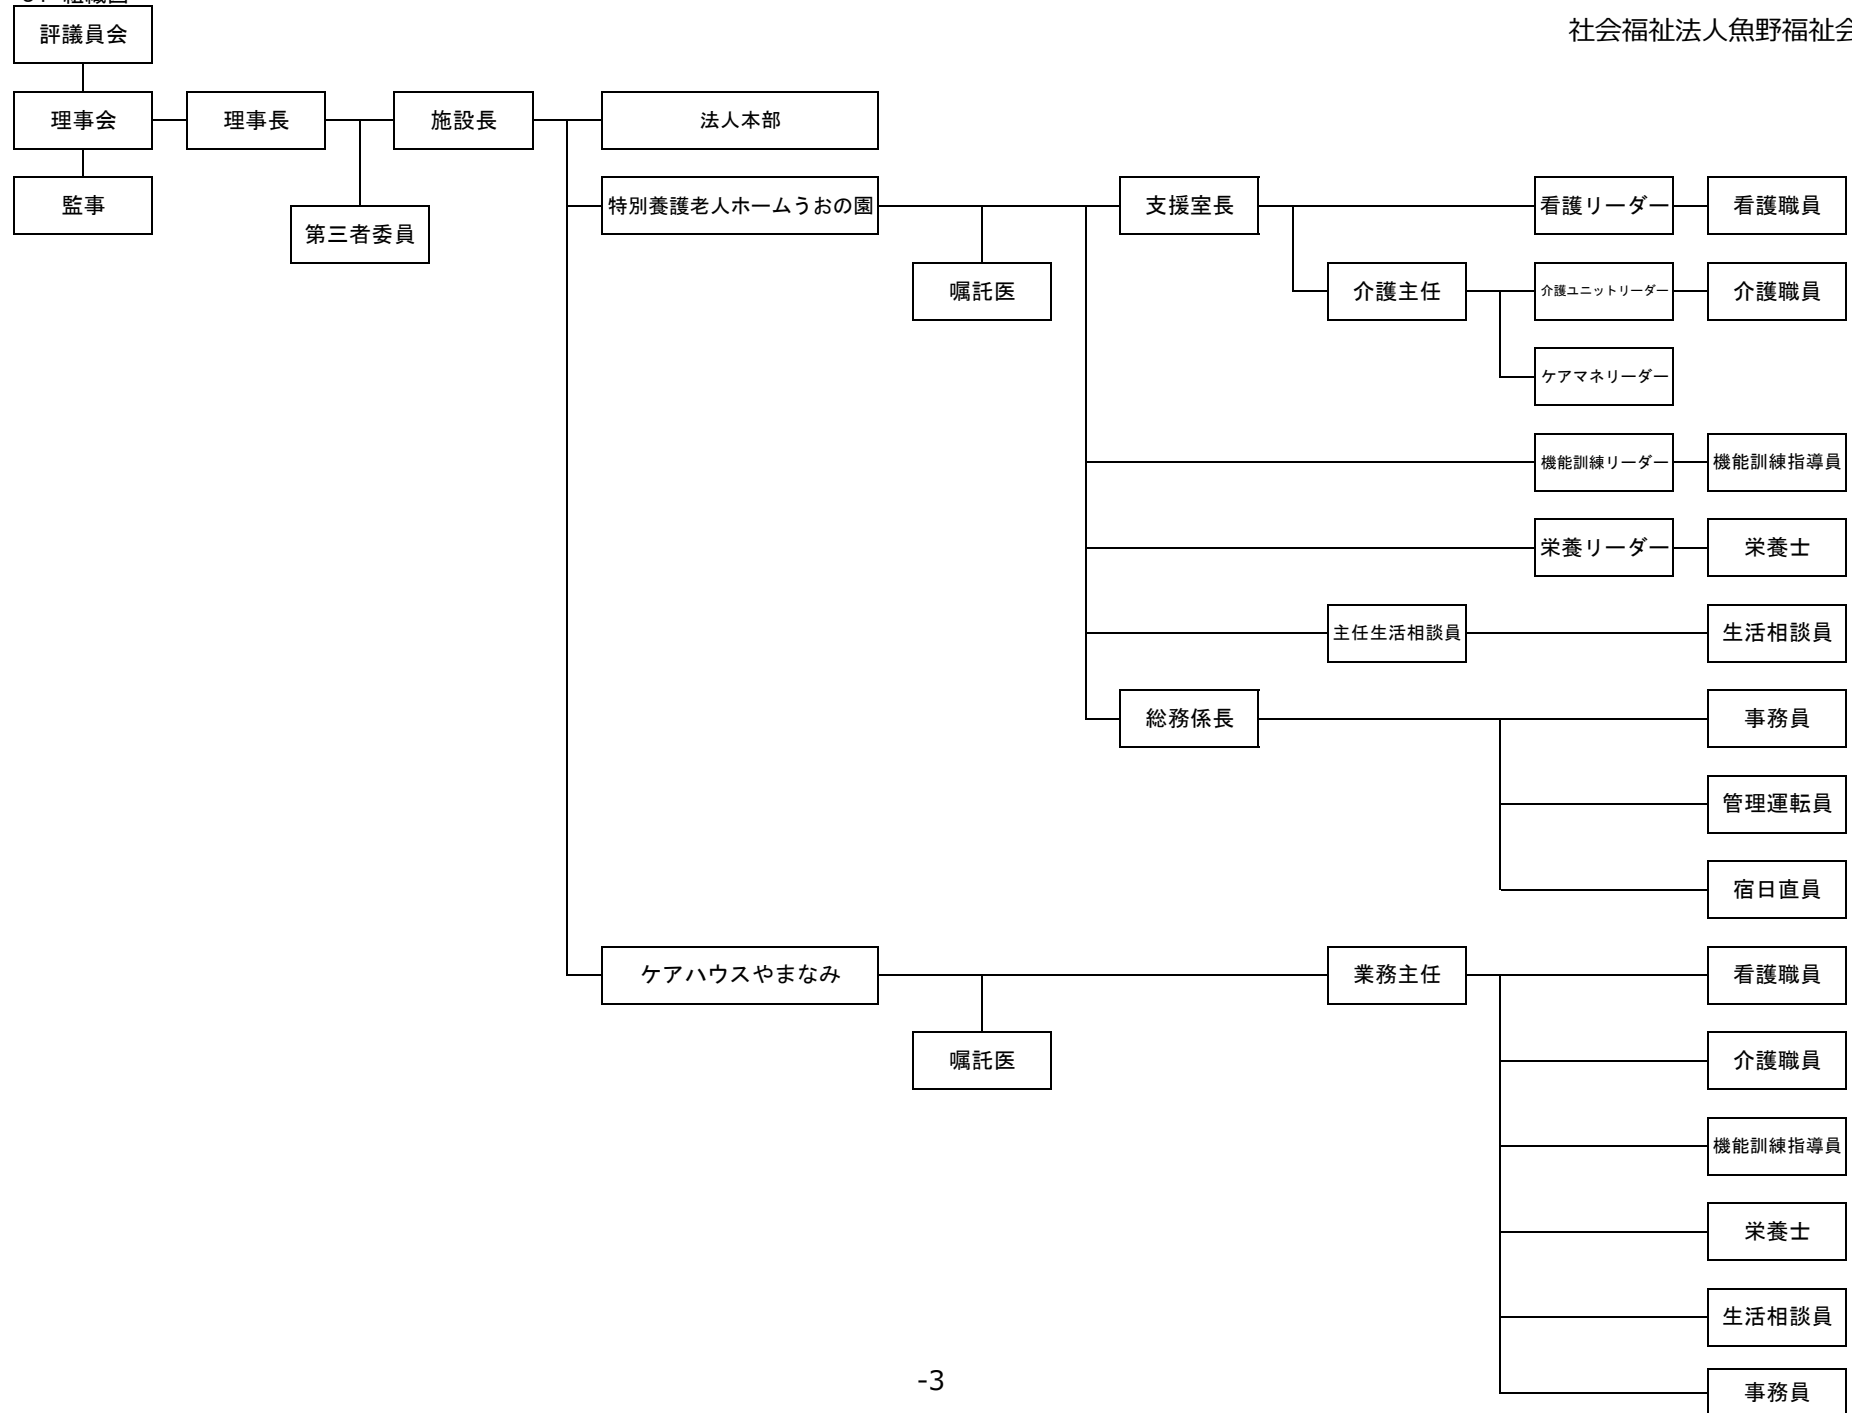 評議員会
社会福祉法人魚野福祉会
理事会 理事長 施設長 法人本部
監事 特別養護老人ホームうおの園 支援室長 看護リーダー 看護職員
第三者委員
嘱託医 介護主任 介護ユニットリーダー 介護職員
ケアマネリーダー
機能訓練リーダー 機能訓練指導員
栄養リーダー 栄養士
主任生活相談員 生活相談員
総務係長 事務員
管理運転員
宿日直員
ケアハウスやまなみ 業務主任 看護職員
嘱託医 介護職員
機能訓練指導員
栄養士
生活相談員
-3
事務員